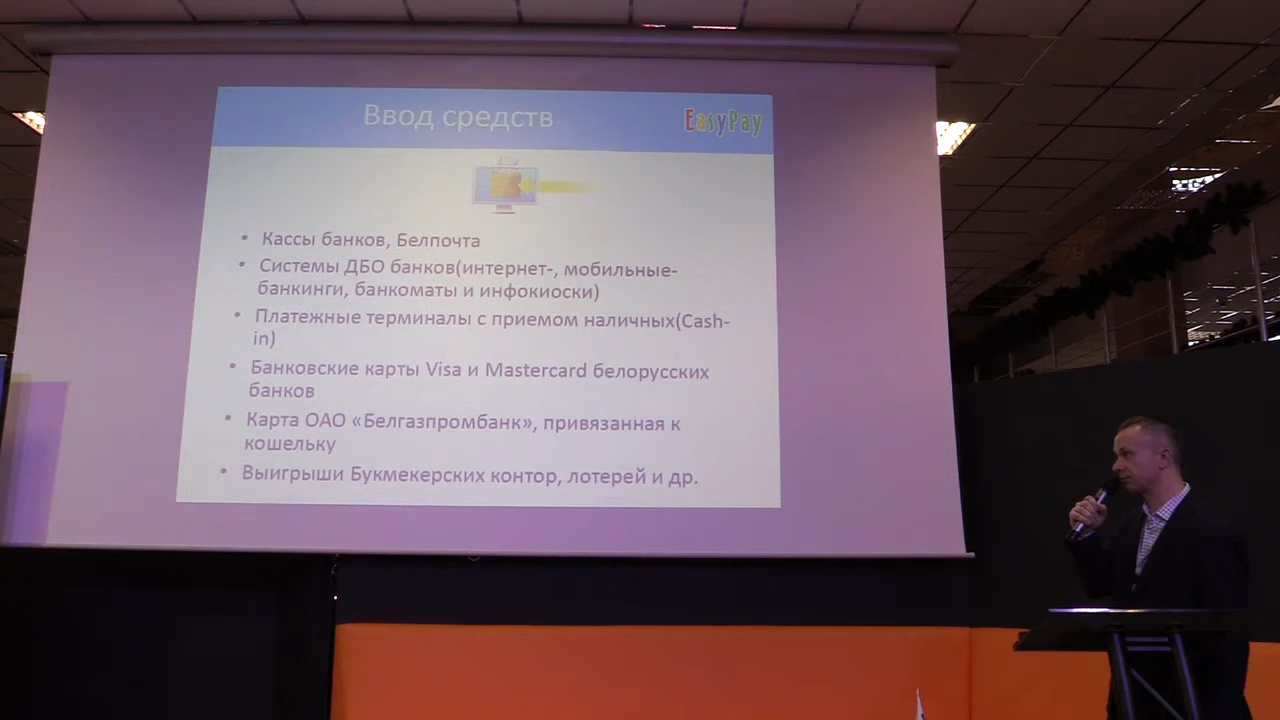 Ввод средств
EasyPay
• Кассы банков, Белпочта
• Системы ДБО банков(интернет-, мобильные-
банкинги, банкоматы и инфокиоски)
• Платежные терминалы с приемом наличных(Cash-
in)
• Банковские карты Visa и Mastercard белорусских
банков
• Карта ОАО «Белгазпромбанк», привязанная к
кошельку
• Выигрыши Букмекерских контор, лотерей и др.